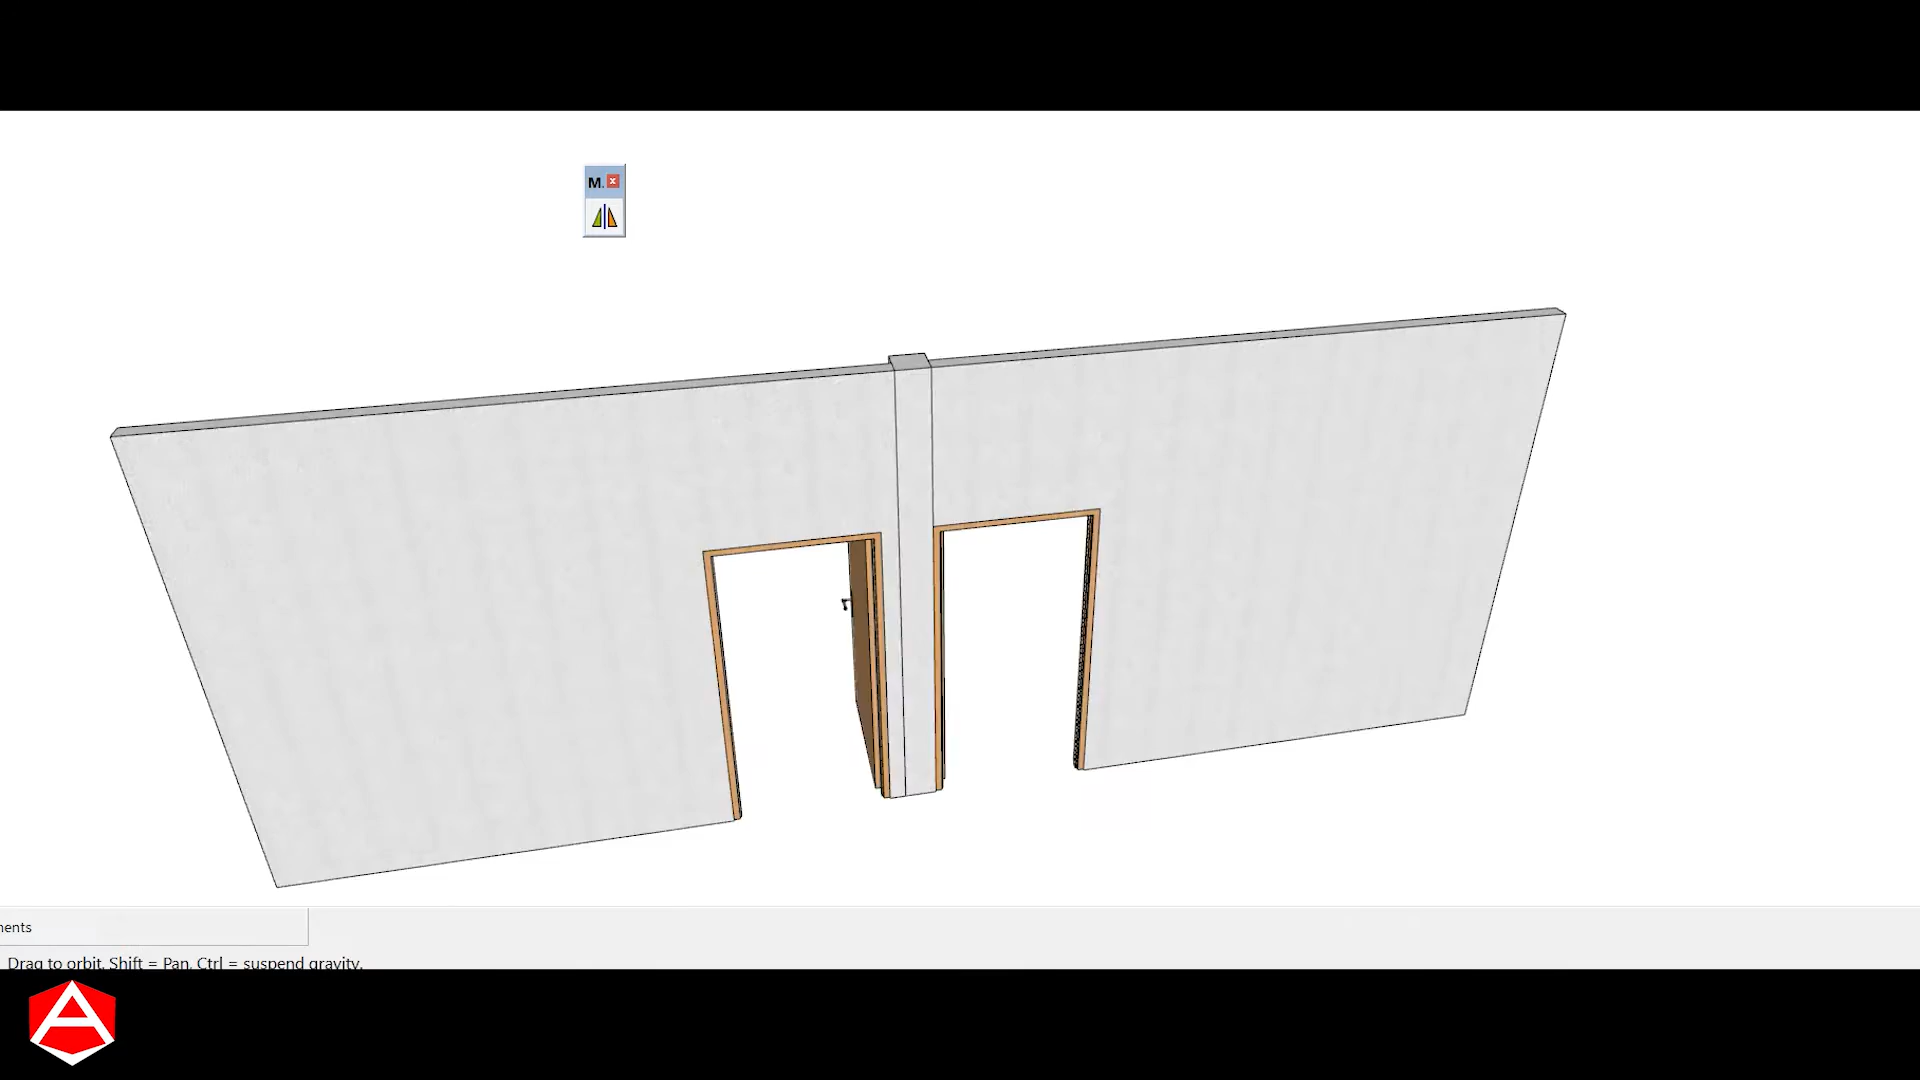 M.
nents
Drag to orbit. Shift = Pan, Ctrl = suspend gravity.